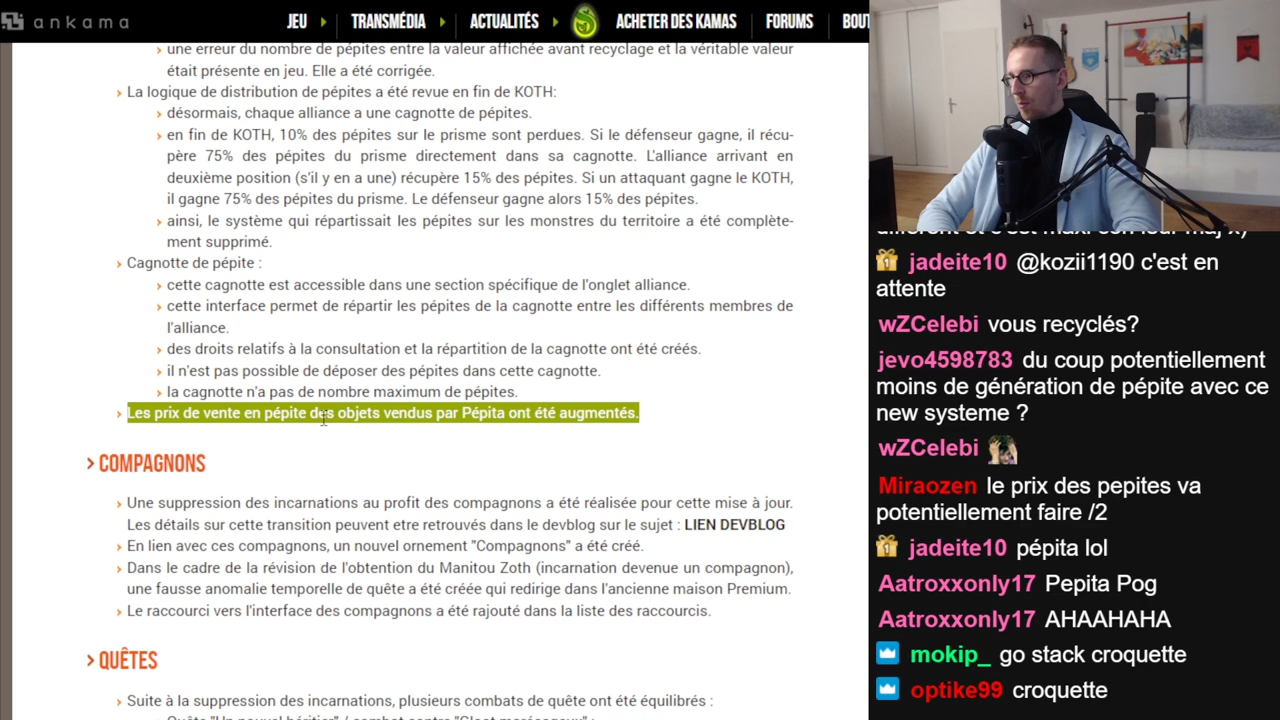 ankama
JEU
TRANSMÉDIA
ACTUALITÉS
ACHETER DES KAMAS
FORUMS
BOUT
une erreur du nombre de pépites entre la valeur affichée avant recyclage et la véritable valeur
était présente en jeu. Elle a été corrigée.
La logique de distribution de pépites a été revue en fin de KOTH:
désormais, chaque alliance a une cagnotte de pépites.
en fin de KOTH, 10% des pépites sur le prisme sont perdues. Si le défenseur gagne, il récu-
père 75% des pépites du prisme directement dans sa cagnotte. L'alliance arrivant en
deuxième position (s'il y en a une) recupère 15% des pépites. Si un attaquant gagne le KOTH,
il gagne 75% des pépites du prisme. Le défenseur gagne alors 15% des pépites.
ainsi, le système qui répartissait les pépites sur les monstres du territoire a été complète-
ment supprimé.
Cagnotte de pépite :
cette cagnotte est accessible dans une section spécifique de l'onglet alliance.
cette interface permet de répartir les pépites de la cagnotte entre les différents membres de
l'alliance.
des droits relatifs à la consultation et la répartition de la cagnotte ont été créés.
il n'est pas possible de déposer des pépites dans cette cagnotte.
la cagnotte n'a pas de nombre maximum de pépites.
Les prix de vente en pépite des objets vendus par Pépita ont été augmentés.
COMPAGNONS
Une suppression des incarnations au profit des compagnons a été réalisée pour cette mise à jour.
Les détails sur cette transition peuvent etre retrouvés dans le devblog sur le sujet : LIEN DEVBLOG
En lien avec ces compagnons, un nouvel ornement "Compagnons" a été créé.
Dans le cadre de la révision de l'obtention du Manitou Zoth (incarnation devenue un compagnon),
une fausse anomalie temporelle de quête a été créée qui redirige dans l'ancienne maison Premium.
Le raccourci vers l'interface des compagnons a été rajouté dans la liste des raccourcis.
QUÊTES
Suite à la suppression des incarnations, plusieurs combats de quête ont été équilibrés :
jadeite10 @kozii1190 c'est en
attente
wZCelebi vous recyclés?
jevo4598783 du coup potentiellement
moins de génération de pépite avec ce
new systeme ?
wZCelebi
Miraozen le prix des pepites va
potentiellement faire /2
jadeite10 pépita lol
Aatroxxonly17 Pepita Pog
Aatroxxonly17 AHAAHAHA
mokip_ go stack croquette
optike99 croquette